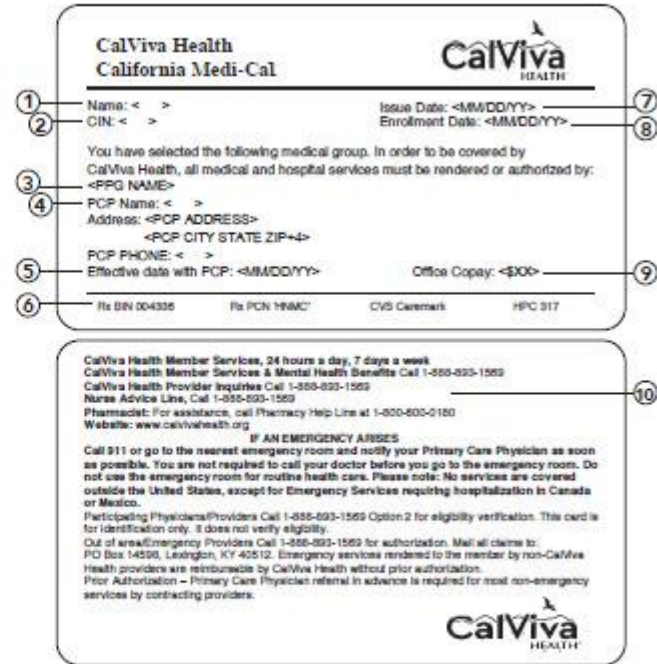 CalViva Health
California Medi-Cal
CalViva
HEALTH
① Name: < > Issue Date: <MM/DD/YY> ⑦
② CIN: < > Enrollment Date: <MM/DD/YY> ⑧
You have selected the following medical group. In order to be covered by
CalViva Health, all medical and hospital services must be rendered or authorized by:
③ <PPG NAME>
④ PCP Name: < >
Address: <PCP ADDRESS>
<PCP CITY STATE ZIP+4>
PCP PHONE: < >
⑤ Effective date with PCP: <MM/DD/YY> Office Copay: <$XX> ⑨
⑥ Rx BIN 004336 Rx PCN "HNMC" CVS Caremark HPC 317
CalViva Health Member Services, 24 hours a day, 7 days a week
CalViva Health Member Services & Mental Health Benefits Call 1-888-893-1569
CalViva Health Provider Inquiries Call 1-888-893-1569
⑩
Nurse Advice Line, Call 1-888-893-1569
Pharmacist: For assistance, call Pharmacy Help Line at 1-800-600-0180
Website: www.calvivahealth.org
IF AN EMERGENCY ARISES
Call 911 or go to the nearest emergency room and notify your Primary Care Physician as soon
as possible. You are not required to call your doctor before you go to the emergency room. Do
not use the emergency room for routine health care. Please note: No services are covered
outside the United States, except for Emergency Services requiring hospitalization in Canada
or Mexico.
Participating Physicians/Providers Call 1-888-893-1569 Option 2 for eligibility verification. This card is
for identification only. It does not verify eligibility.
Out of area/Emergency Providers Call 1-888-893-1569 for authorization. Mail all claims to:
PO Box 14598, Lexington, KY 40512. Emergency services rendered to the member by non-CalViva
Health providers are reimbursable by CalViva Health without prior authorization.
Prior Authorization – Primary Care Physician referral in advance is required for most non-emergency
services by contracting providers.
CalViva
HEALTH